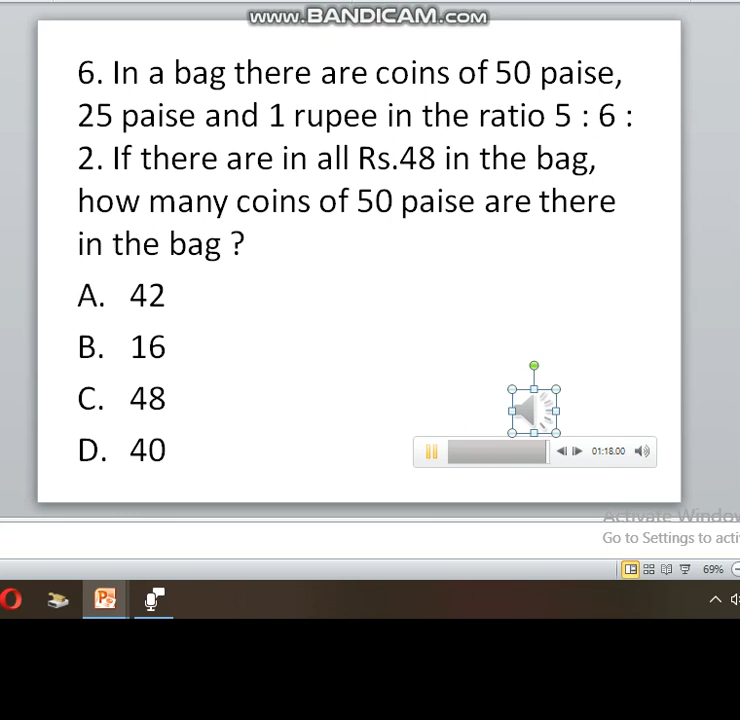 www.BANDICAM.com
6. In a bag there are coins of 50 paise,
25 paise and 1 rupee in the ratio 5 : 6 :
2. If there are in all Rs.48 in the bag,
how many coins of 50 paise are there
in the bag ?
A. 42
B. 16
C. 48
D. 40
01:18.00
Activate Window
Go to Settings to acti
69%